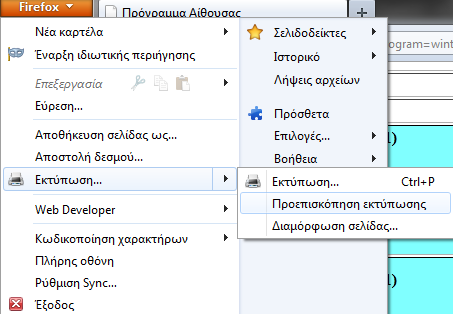 Firefox
Πρόγραμμα Αίθουσας
Νέα καρτέλα
Έναρξη ιδιωτικής περιήγησης
Επεξεργασία
Εύρεση...
Αποθήκευση σελίδας ως...
Αποστολή δεσμού...
Εκτύπωση...
Web Developer
Κωδικοποίηση χαρακτήρων
Πλήρης οθόνη
Ρύθμιση Sync...
Έξοδος
Σελιδοδείκτες
Ιστορικό
Λήψεις αρχείων
Πρόσθετα
Επιλογές...
Βοήθεια
Εκτύπωση... Ctrl+P
Προεπισκόπηση εκτύπωσης
Διαμόρφωση σελίδας...
ogram=wint
1)
1)